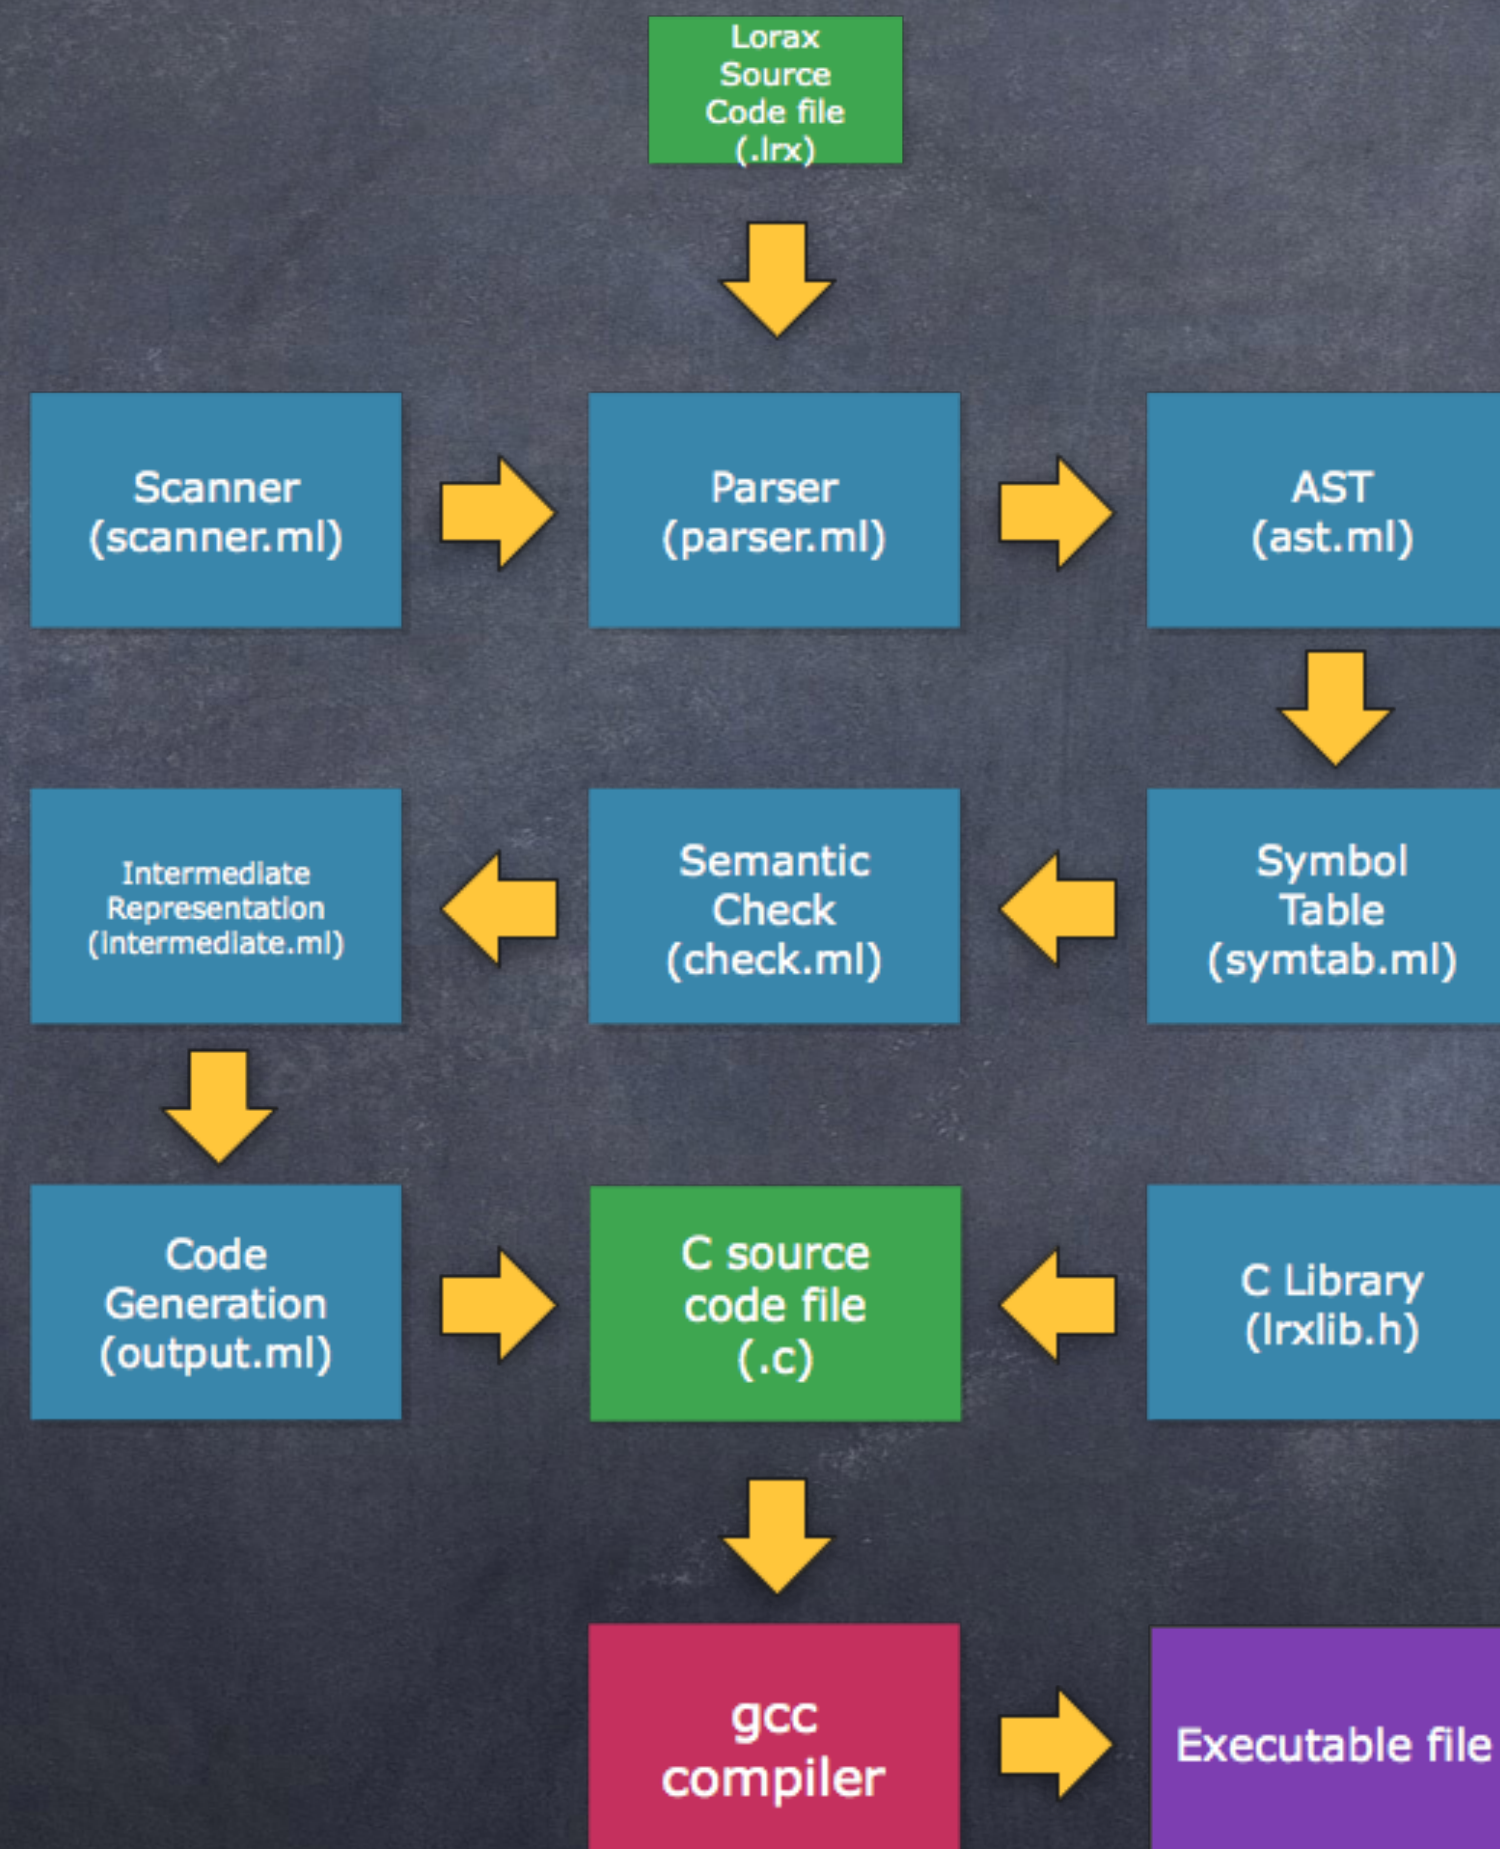 Lorax
Source
Code file
(.lrx)
Scanner
(scanner.ml)
Parser
(parser.ml)
AST
(ast.ml)
Intermediate
Representation
(intermediate.ml)
Semantic
Check
(check.ml)
Symbol
Table
(symtab.ml)
Code
Generation
(output.ml)
C source
code file
(.c)
C Library
(lrxlib.h)
gcc
compiler
Executable file